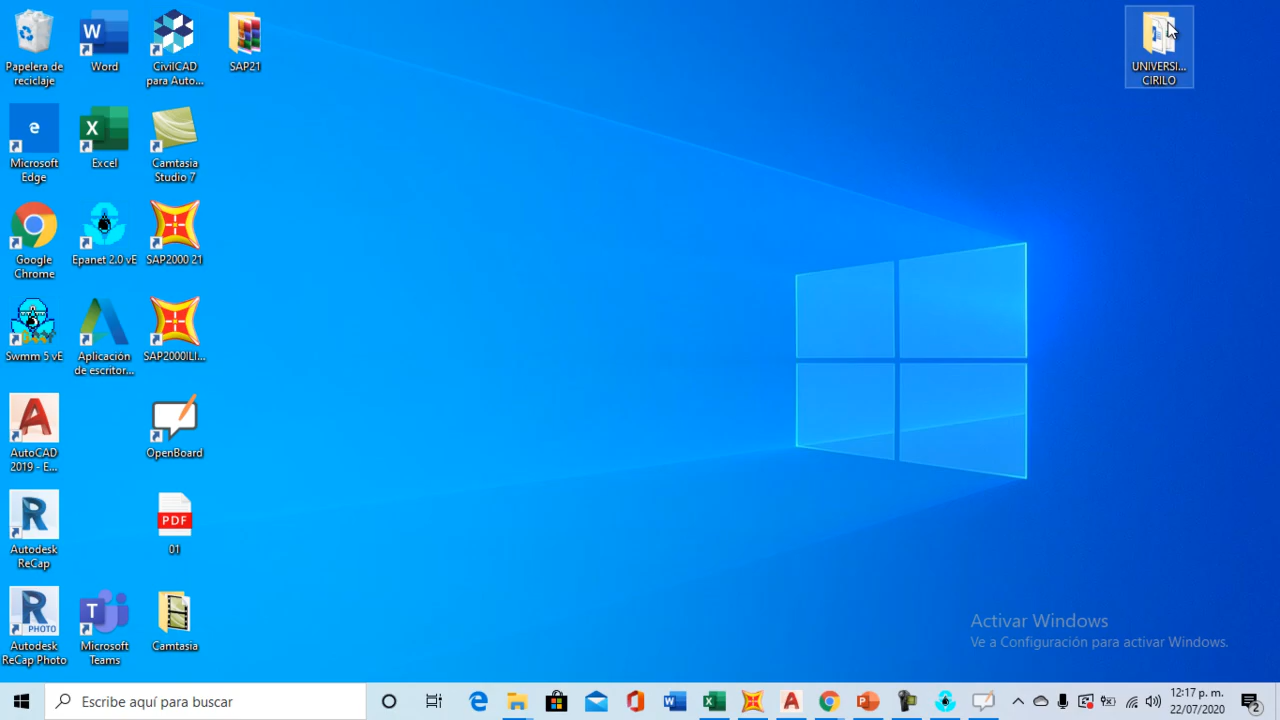 Papelera de
reciclaje
Word
CivilCAD
para Auto...
SAP21
UNIVERSI...
CIRILO
Microsoft
Edge
Excel
Camtasia
Studio 7
Google
Chrome
Epanet 2.0 vE
SAP2000 21
Swmm 5 vE
Aplicación
de escritor...
SAP2000ILI...
AutoCAD
2019 - E...
OpenBoard
Autodesk
ReCap
PDF
01
PHOTO
Autodesk
ReCap Photo
Microsoft
Teams
Camtasia
Activar Windows
Ve a Configuración para activar Windows.
Escribe aquí para buscar
12:17 p. m.
22/07/2020
2